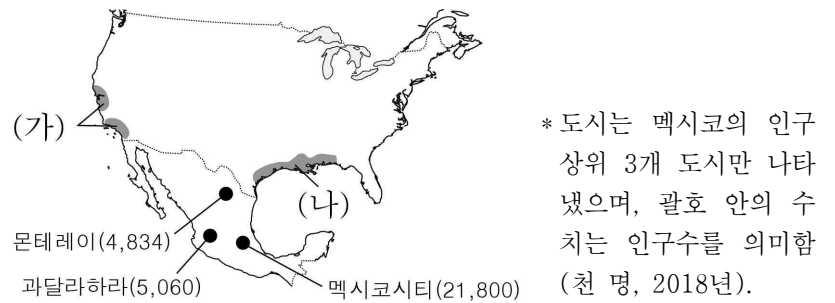 (가)
(나)
몬테레이(4,834)
과달라하라(5,060)
멕시코시티(21,800)
* 도시는 멕시코의 인구
상위 3개 도시만 나타
냈으며, 괄호 안의 수
치는 인구수를 의미함
(천 명, 2018년).